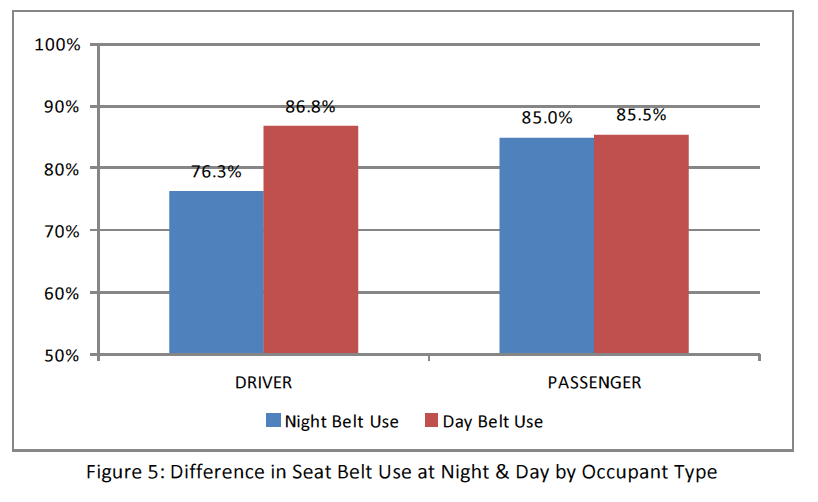 100%
90%
80%
70%
60%
50%
76.3%
86.8%
85.0%
85.5%
DRIVER
PASSENGER
Night Belt Use
Day Belt Use
Figure 5: Difference in Seat Belt Use at Night & Day by Occupant Type